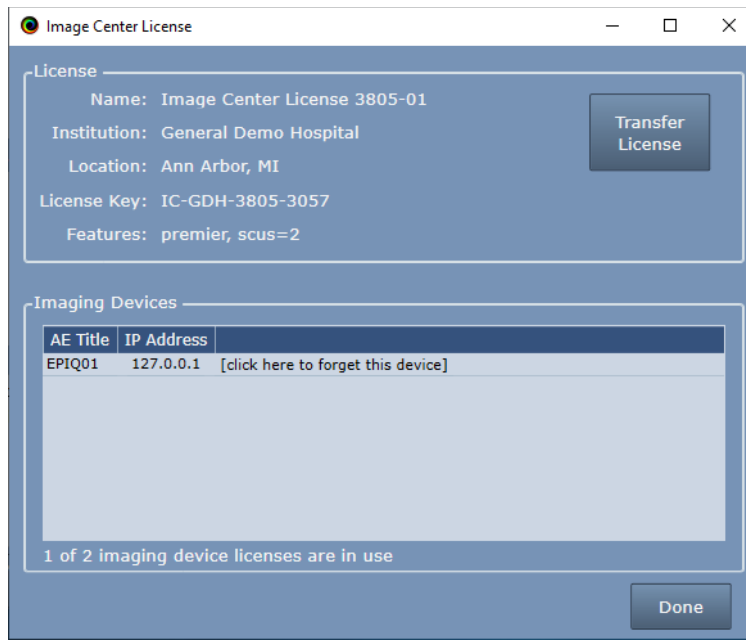 Image Center License
License
Name: Image Center License 3805-01
Institution: General Demo Hospital
Location: Ann Arbor, MI
License Key: IC-GDH-3805-3057
Features: premier, scus=2
Transfer
License
Imaging Devices
AE Title IP Address
EPIQ01 127.0.0.1 [click here to forget this device]
1 of 2 imaging device licenses are in use
Done